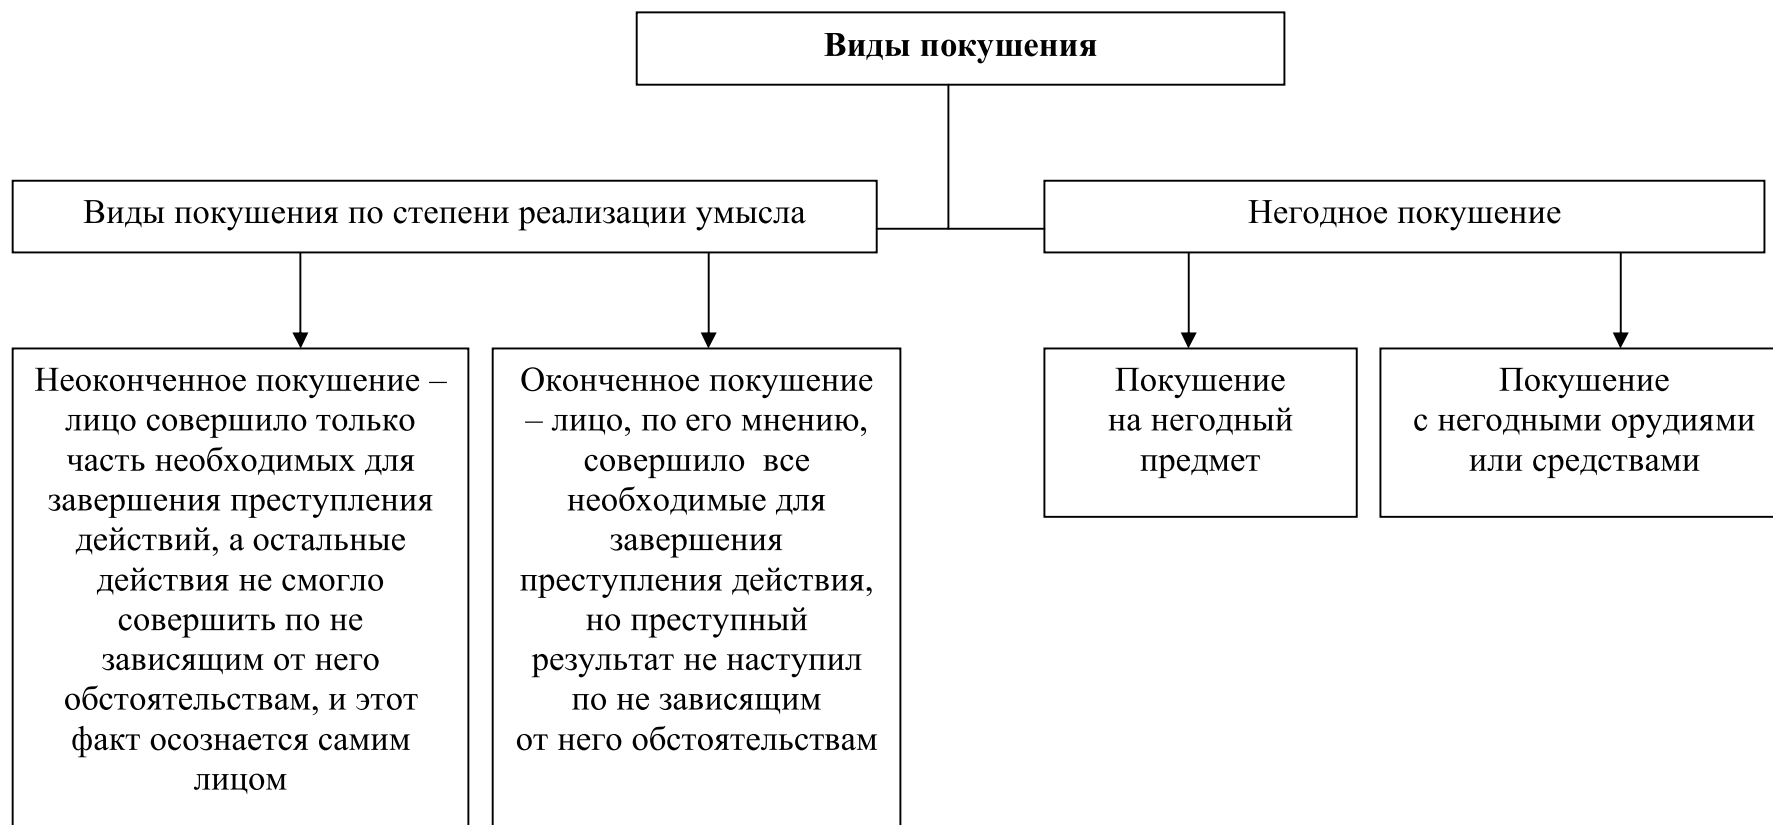 Виды покушения
Виды покушения по степени реализации умысла
Негодное покушение
Неоконченное покушение –
лицо совершило только
часть необходимых для
завершения преступления
действий, а остальные
действия не смогло
совершить по не
зависящим от него
обстоятельствам, и этот
факт осознается самим
лицом
Оконченное покушение
– лицо, по его мнению,
совершило все
необходимые для
завершения
преступления действия,
но преступный
результат не наступил
по не зависящим
от него обстоятельствам
Покушение
на негодный
предмет
Покушение
с негодными орудиями
или средствами